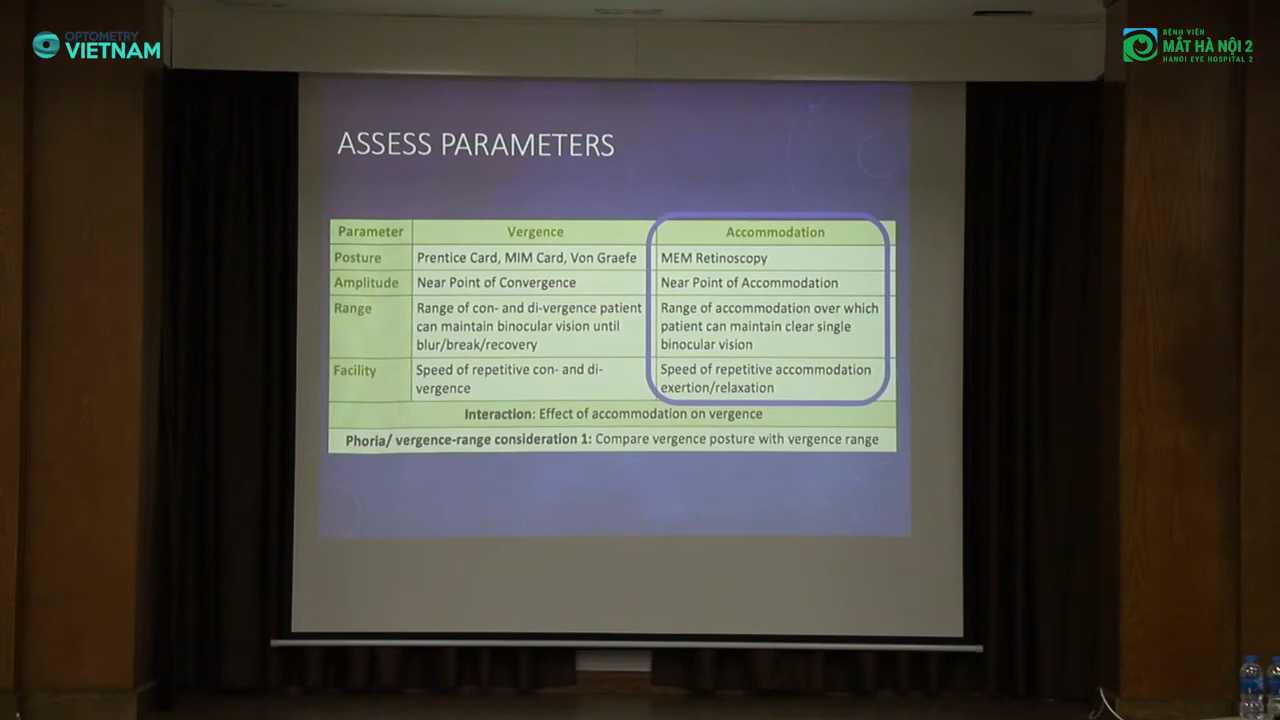 OPTOMETRY
VIETNAM
BỆNH VIỆN
MẮT HÀ NỘI 2
HANOI EYE HOSPITAL 2
ASSESS PARAMETERS
Parameter Vergence Accommodation
Posture Prentice Card, MIM Card, Von Graefe MEM Retinoscopy
Amplitude Near Point of Convergence Near Point of Accommodation
Range Range of con- and di-vergence patient Range of accommodation over which
can maintain binocular vision until patient can maintain clear single
blur/break/recovery binocular vision
Facility Speed of repetitive con- and di- Speed of repetitive accommodation
vergence exertion/relaxation
Interaction: Effect of accommodation on vergence
Phoria/ vergence-range consideration 1: Compare vergence posture with vergence range